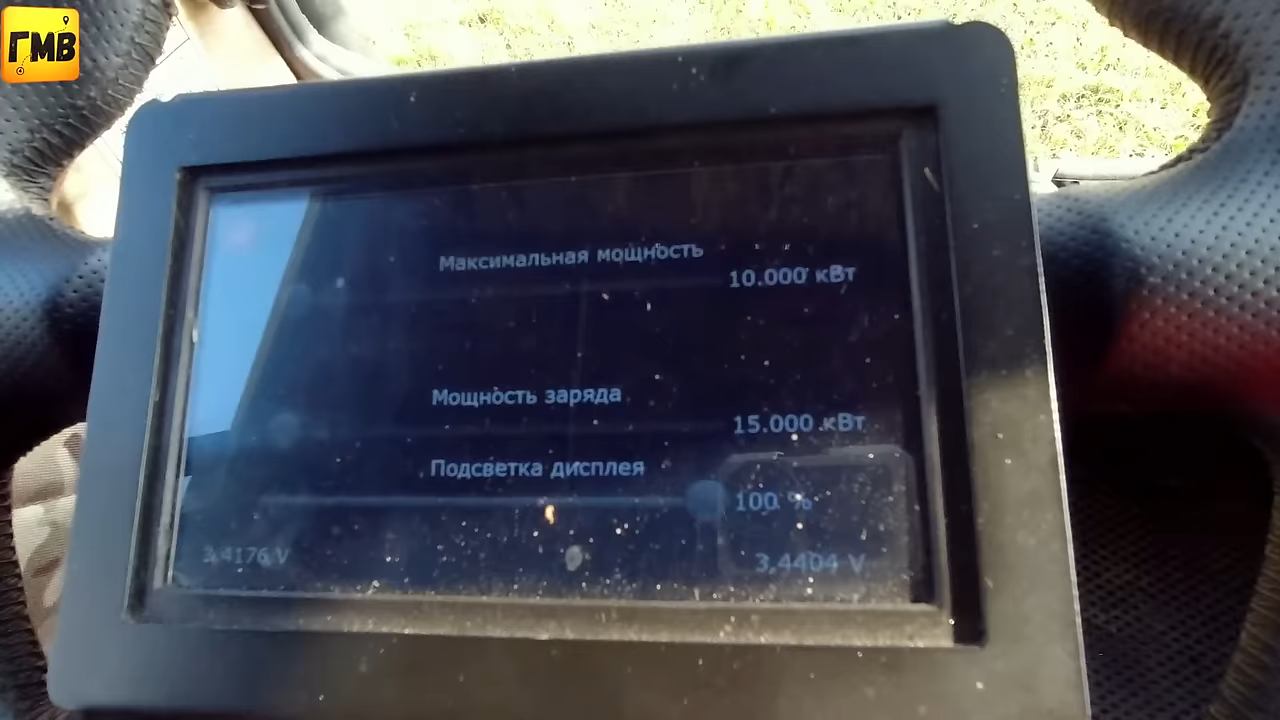 ГМВ
Максимальная мощность
10.000 кВт
Мощность заряда
15.000 кВт
Подсветка дисплея
100 %
3.4176 V
3.4404 V